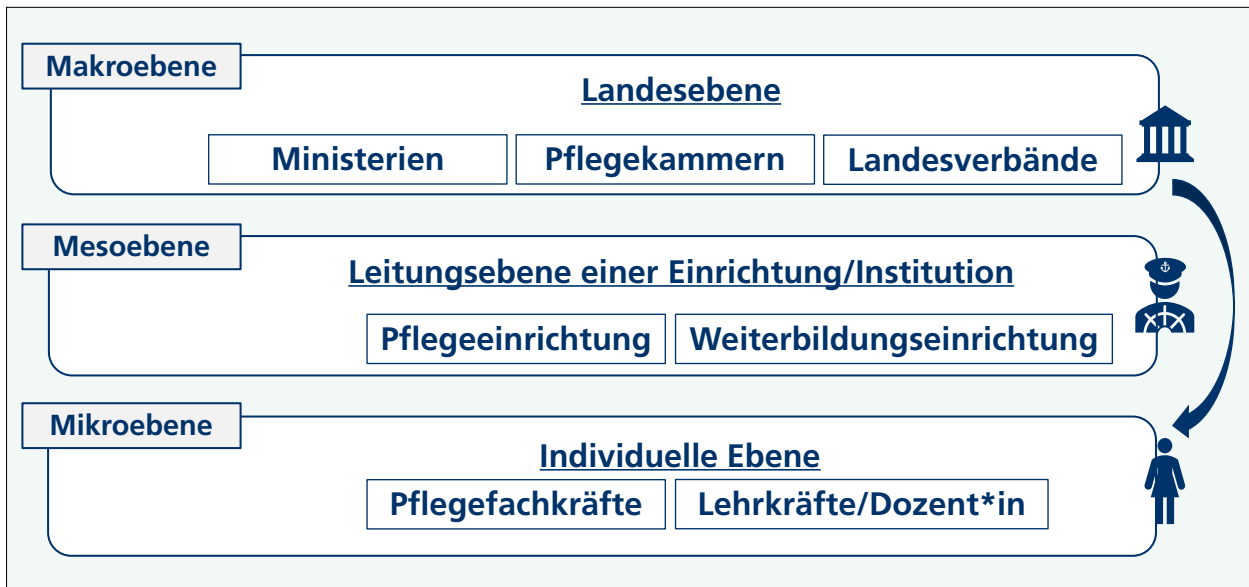 Makroebene
Landesebene
Ministerien
Pflegekammern
Landesverbände
Mesoebene
Leitungsebene einer Einrichtung/Institution
Pflegeeinrichtung
Weiterbildungseinrichtung
Mikroebene
Individuelle Ebene
Pflegefachkräfte
Lehrkräfte/Dozent*in